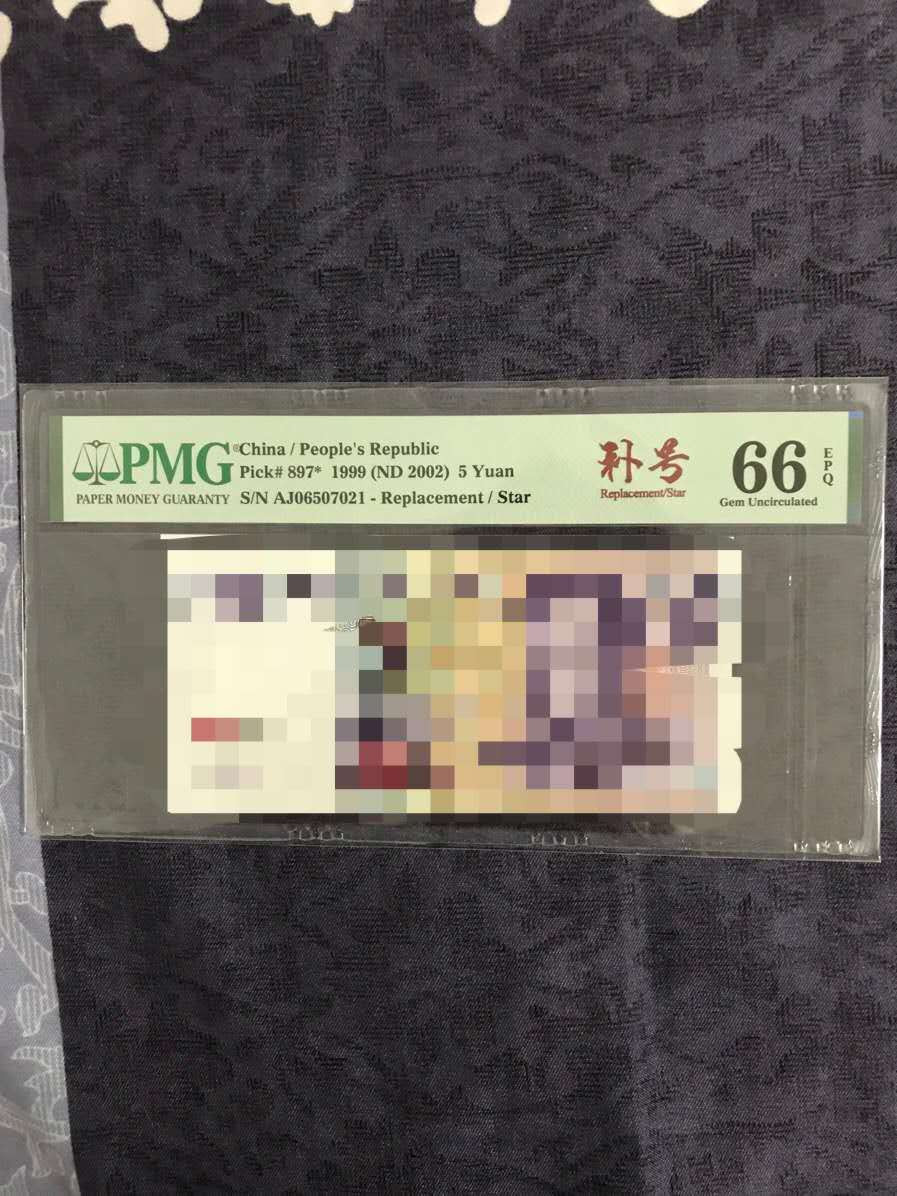 PMG®
PAPER MONEY GUARANTY
China / People's Republic
Pick# 897* 1999 (ND 2002) 5 Yuan
S/N AJ06507021 - Replacement / Star
补号
Replacement/Star
66
EPQ
Gem Uncirculated